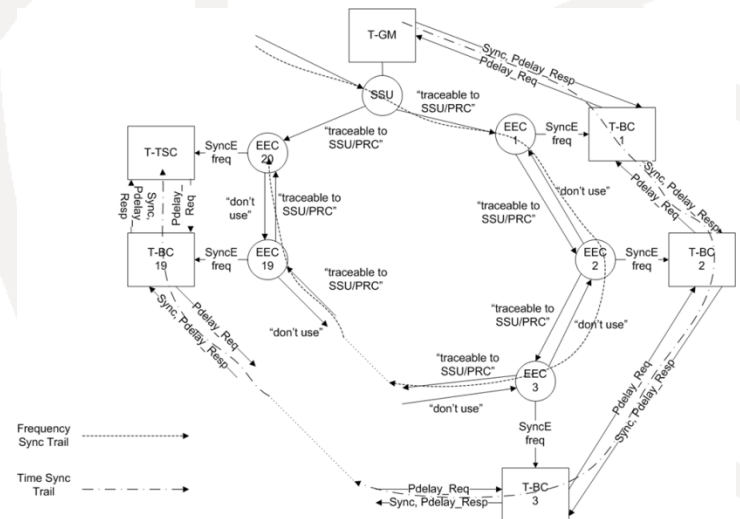 T-GM
Sync, Pdelay_Resp
Pdelay_Req
SSU
"traceable to
SSU/PRC"
"traceable to
SSU/PRC"
EEC
1
SyncE
freq
T-BC
1
T-TSC
SyncE
freq
EEC
20
"don't
use"
"traceable to
SSU/PRC"
"traceable to
SSU/PRC"
"don't use"
Sync, Pdelay_Resp
Pdelay_Req
Sync,
Pdelay_
Resp
Pdelay_
Req
T-BC
19
SyncE
freq
EEC
19
EEC
2
SyncE
freq
T-BC
2
"traceable to
SSU/PRC"
"don't use"
"traceable to
SSU/PRC"
"don't use"
Pdelay_Req
Sync, Pdelay_Resp
"traceable to
SSU/PRC"
EEC
3
"don't use"
SyncE
freq
Pdelay_Req
Sync, Pdelay_Resp
Frequency
Sync Trail
Time Sync
Trail
Pdelay_Req
Sync, Pdelay_Resp
T-BC
3